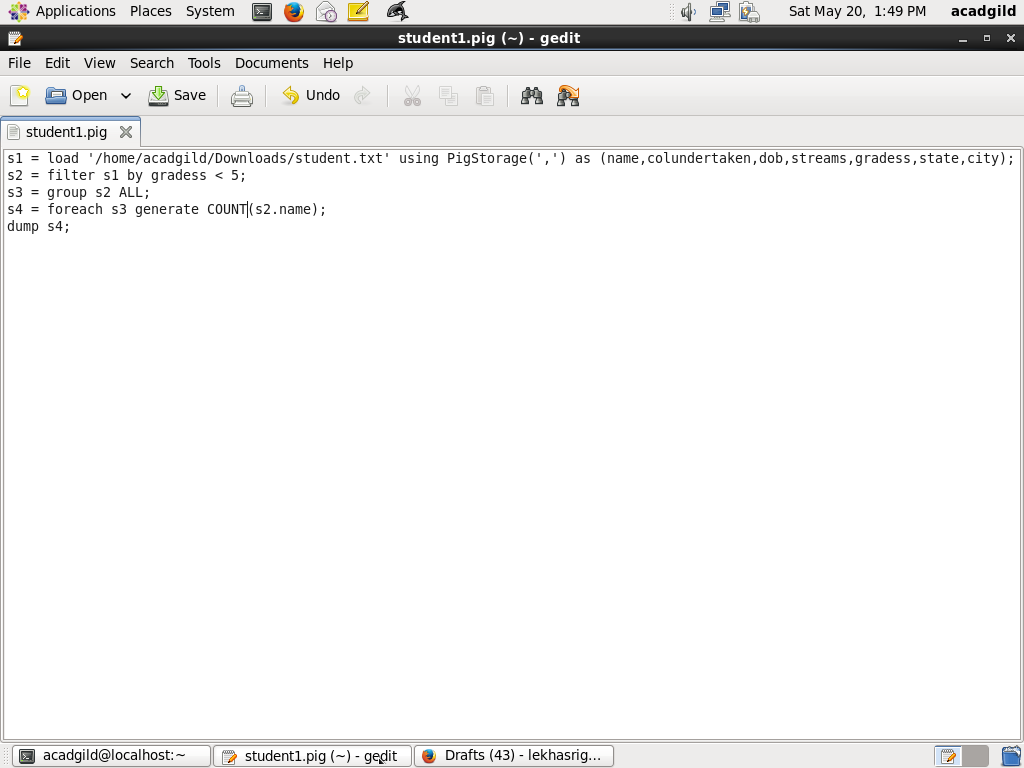 Applications Places System Sat May 20, 1:49 PM acadgild
student1.pig (~) - gedit
File Edit View Search Tools Documents Help
Open Save Undo
student1.pig
s1 = load '/home/acadgild/Downloads/student.txt' using PigStorage(',') as (name,colundertaken,dob,streams,gradess,state,city);
s2 = filter s1 by gradess < 5;
s3 = group s2 ALL;
s4 = foreach s3 generate COUNT(s2.name);
dump s4;
acadgild@localhost:~ student1.pig (~) - gedit Drafts (43) - lekhasrig...